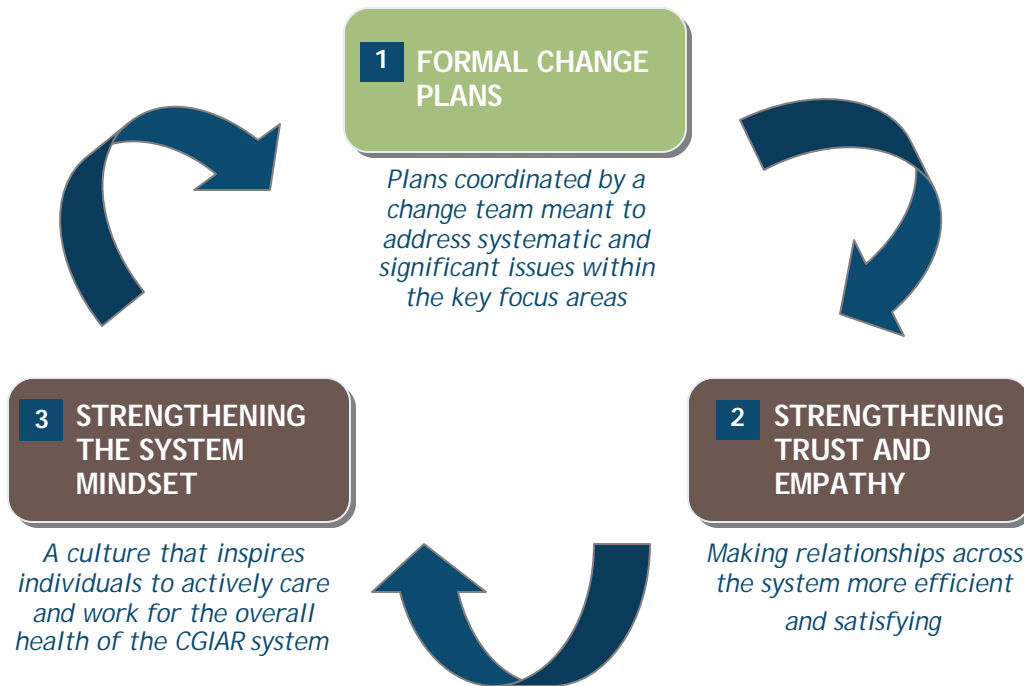 1 FORMAL CHANGE
PLANS
Plans coordinated by a
change team meant to
address systematic and
significant issues within
the key focus areas
2 STRENGTHENING
TRUST AND
EMPATHY
Making relationships across
the system more efficient
and satisfying
3 STRENGTHENING
THE SYSTEM
MINDSET
A culture that inspires
individuals to actively care
and work for the overall
health of the CGIAR system